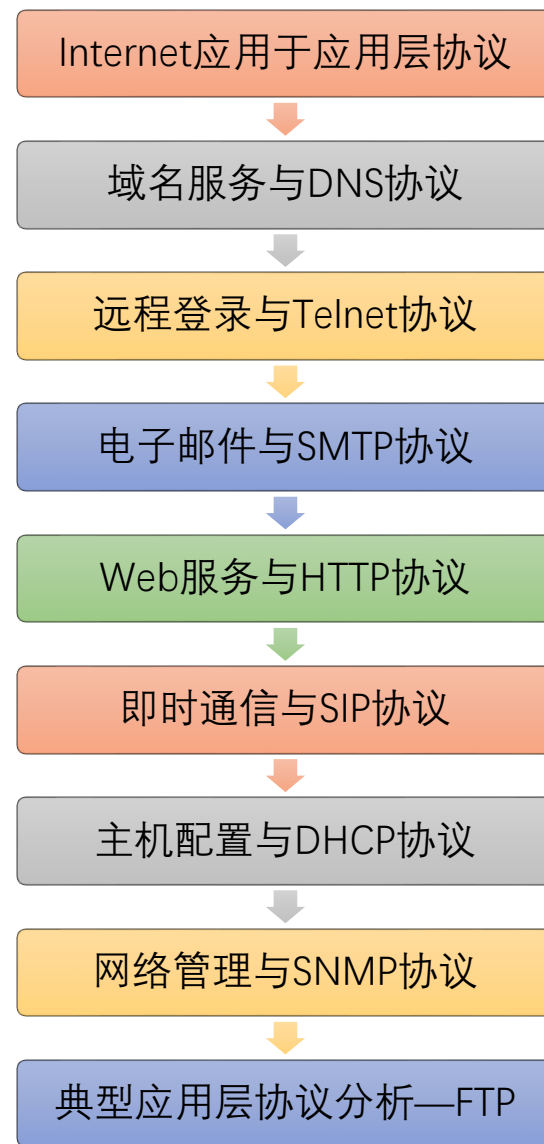 Internet应用于应用层协议
域名服务与DNS协议
远程登录与Telnet协议
电子邮件与SMTP协议
Web服务与HTTP协议
即时通信与SIP协议
主机配置与DHCP协议
网络管理与SNMP协议
典型应用层协议分析—FTP